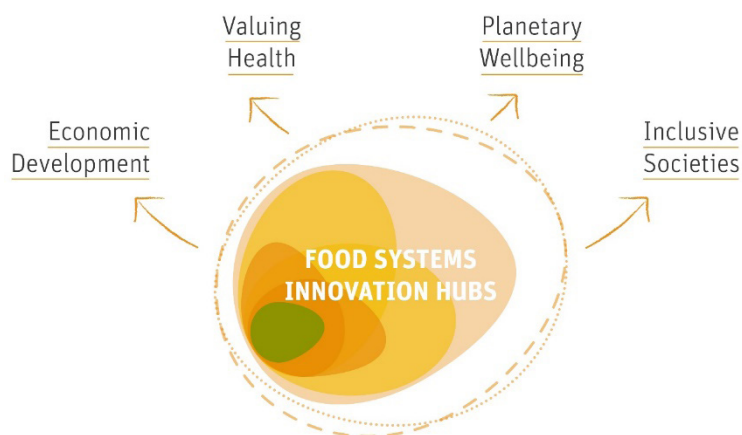 Valuing
Health
Planetary
Wellbeing
Economic
Development
Inclusive
Societies
FOOD SYSTEMS
INNOVATION HUBS